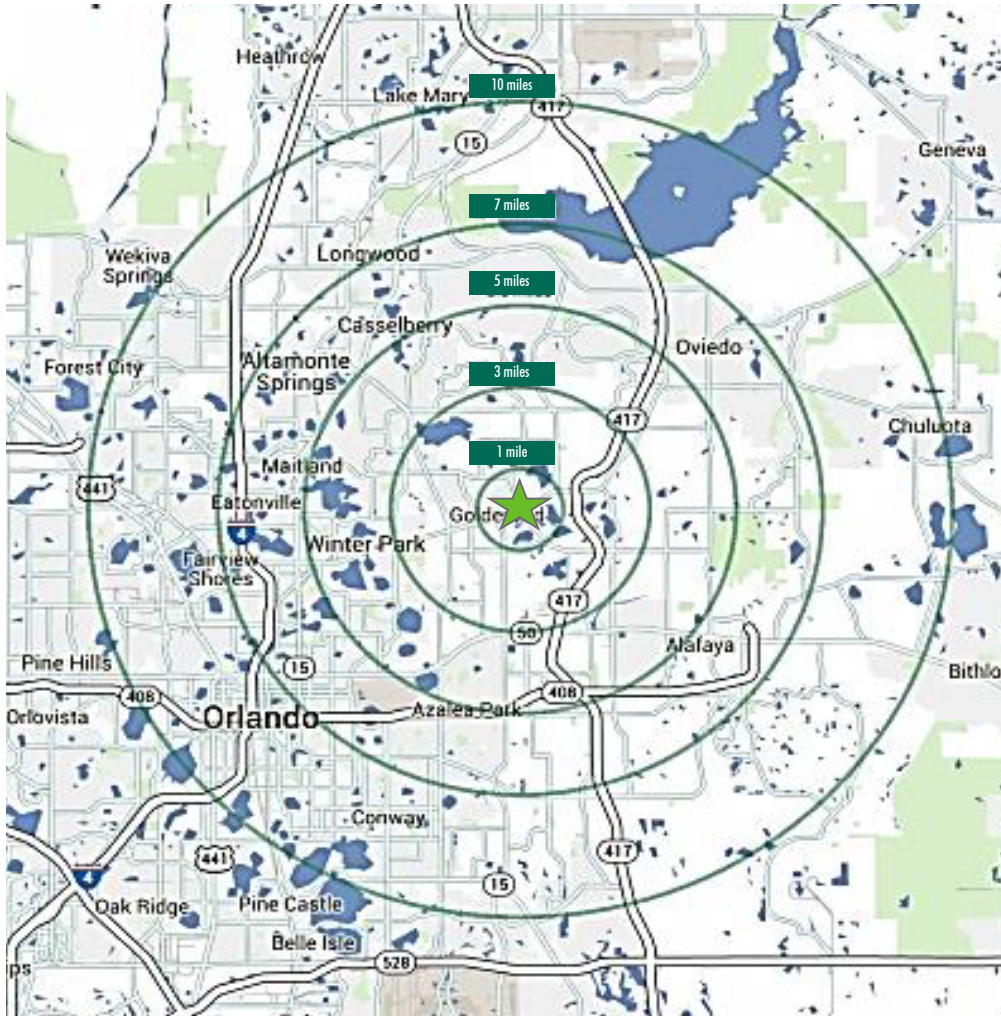 Heathrow
10 miles
Lake Mary
417
15
Geneva
7 miles
Longwood
Wekiva
Springs
5 miles
Casselberry
Oviedo
Altamonte
Springs
Forest City
3 miles
417
Chuluota
1 mile
Maitland
441
Eatonville
4
Winter Park
Fairview
Shores
417
50
Alafaya
Pine Hills
15
Bithlo
408
408
Orlovista
Orlando
Azalea Park
Conway
417
441
4
15
Oak Ridge
Pine Castle
Belle Isle
528
ps